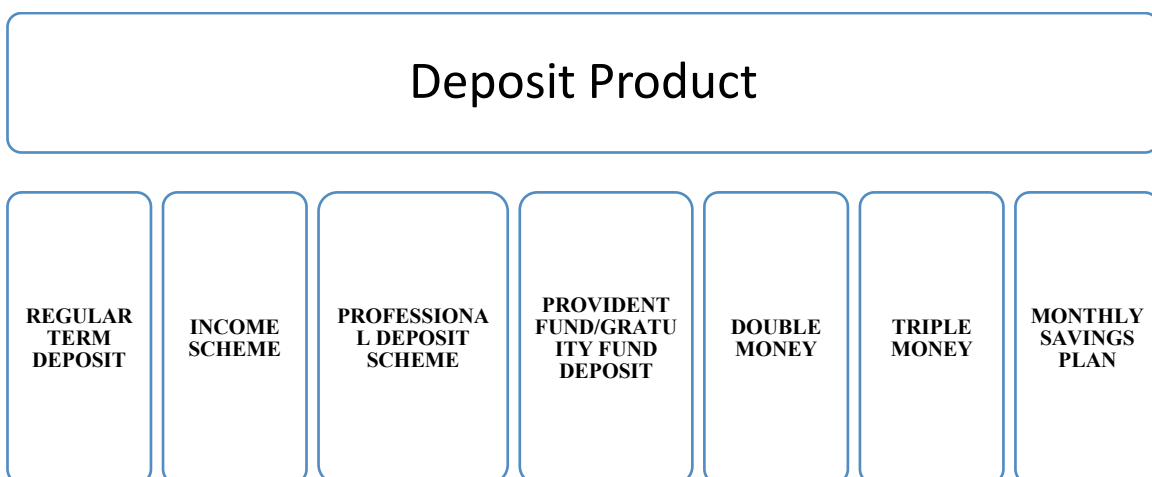 Deposit Product
REGULAR
TERM
DEPOSIT
INCOME
SCHEME
PROFESSIONA
L DEPOSIT
SCHEME
PROVIDENT
FUND/GRATU
ITY FUND
DEPOSIT
DOUBLE
MONEY
TRIPLE
MONEY
MONTHLY
SAVINGS
PLAN